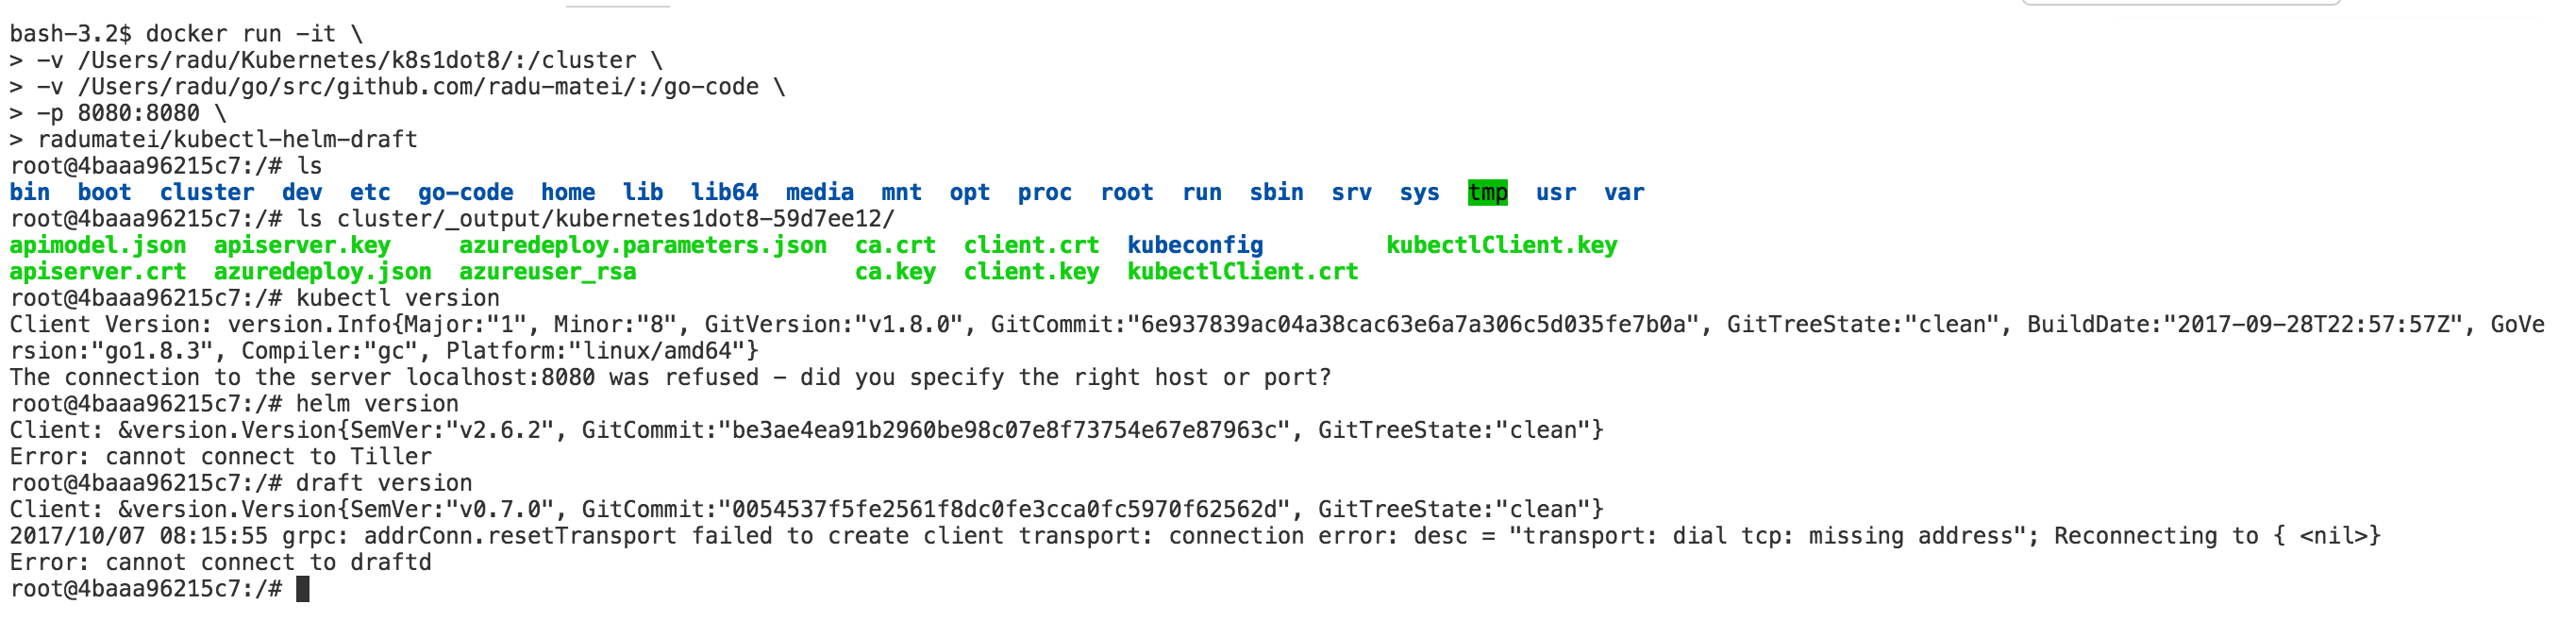 bash-3.2$ docker run -it \
> -v /Users/radu/Kubernetes/k8s1dot8/:/cluster \
> -v /Users/radu/go/src/github.com/radu-matei/:/go-code \
> -p 8080:8080 \
> radumatei/kubectl-helm-draft
root@4baaa96215c7:/# ls
bin  boot  cluster  dev  etc  go-code  home  lib  lib64  media  mnt  opt  proc  root  run  sbin  srv  sys  tmp  usr  var
root@4baaa96215c7:/# ls cluster/_output/kubernetes1dot8-59d7ee12/
apimodel.json  apiserver.key     azuredeploy.parameters.json  ca.crt  client.crt  kubeconfig         kubectlClient.key
apiserver.crt  azuredeploy.json  azureuser_rsa                ca.key  client.key  kubectlClient.crt
root@4baaa96215c7:/# kubectl version
Client Version: version.Info{Major:"1", Minor:"8", GitVersion:"v1.8.0", GitCommit:"6e937839ac04a38cac63e6a7a306c5d035fe7b0a", GitTreeState:"clean", BuildDate:"2017-09-28T22:57:57Z", GoVe
rsion:"go1.8.3", Compiler:"gc", Platform:"linux/amd64"}
The connection to the server localhost:8080 was refused - did you specify the right host or port?
root@4baaa96215c7:/# helm version
Client: &version.Version{SemVer:"v2.6.2", GitCommit:"be3ae4ea91b2960be98c07e8f73754e67e87963c", GitTreeState:"clean"}
Error: cannot connect to Tiller
root@4baaa96215c7:/# draft version
Client: &version.Version{SemVer:"v0.7.0", GitCommit:"0054537f5fe2561f8dc0fe3cca0fc5970f62562d", GitTreeState:"clean"}
2017/10/07 08:15:55 grpc: addrConn.resetTransport failed to create client transport: connection error: desc = "transport: dial tcp: missing address"; Reconnecting to { <nil>}
Error: cannot connect to draftd
root@4baaa96215c7:/#